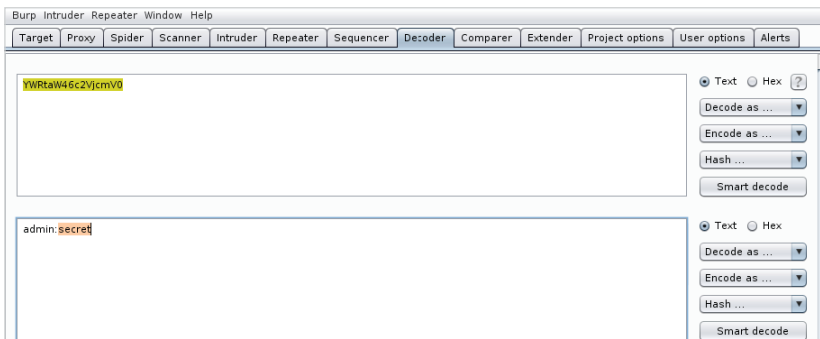 Burp Intruder Repeater Window Help
Target Proxy Spider Scanner Intruder Repeater Sequencer Decoder Comparer Extender Project options User options Alerts
YWRtaW46c2VjcmV0
Text Hex ?
Decode as ...
Encode as ...
Hash ...
Smart decode
admin:secret
Text Hex
Decode as ...
Encode as ...
Hash ...
Smart decode